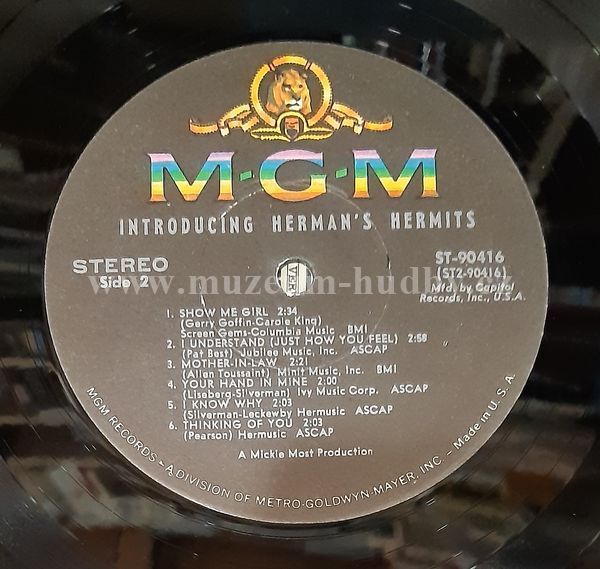 M-G-M
INTRODUCING HERMAN'S HERMITS
STEREO
Side 2
ST-90416
(ST2-90416)
Mfd. by Capitol
Records, Inc., U.S.A.
1. SHOW ME GIRL 2:34
(Gerry Goffin-Carole King)
Screen Gems-Columbia Music BMI
2. I UNDERSTAND (JUST HOW YOU FEEL) 2:58
(Pat Best) Jubilee Music, Inc. ASCAP
3. MOTHER-IN-LAW 2:21
(Allen Toussaint) Minit Music, Inc. BMI
4. YOUR HAND IN MINE 2:00
(Liseberg-Silverman) Ivy Music Corp. ASCAP
5. I KNOW WHY 2:03
(Silverman-Leckewby Hermusic ASCAP
6. THINKING OF YOU 2:03
(Pearson) Hermusic ASCAP
A Mickie Most Production
MGM RECORDS - A DIVISION OF METRO-GOLDWYN-MAYER, INC. - Made in U. S. A.